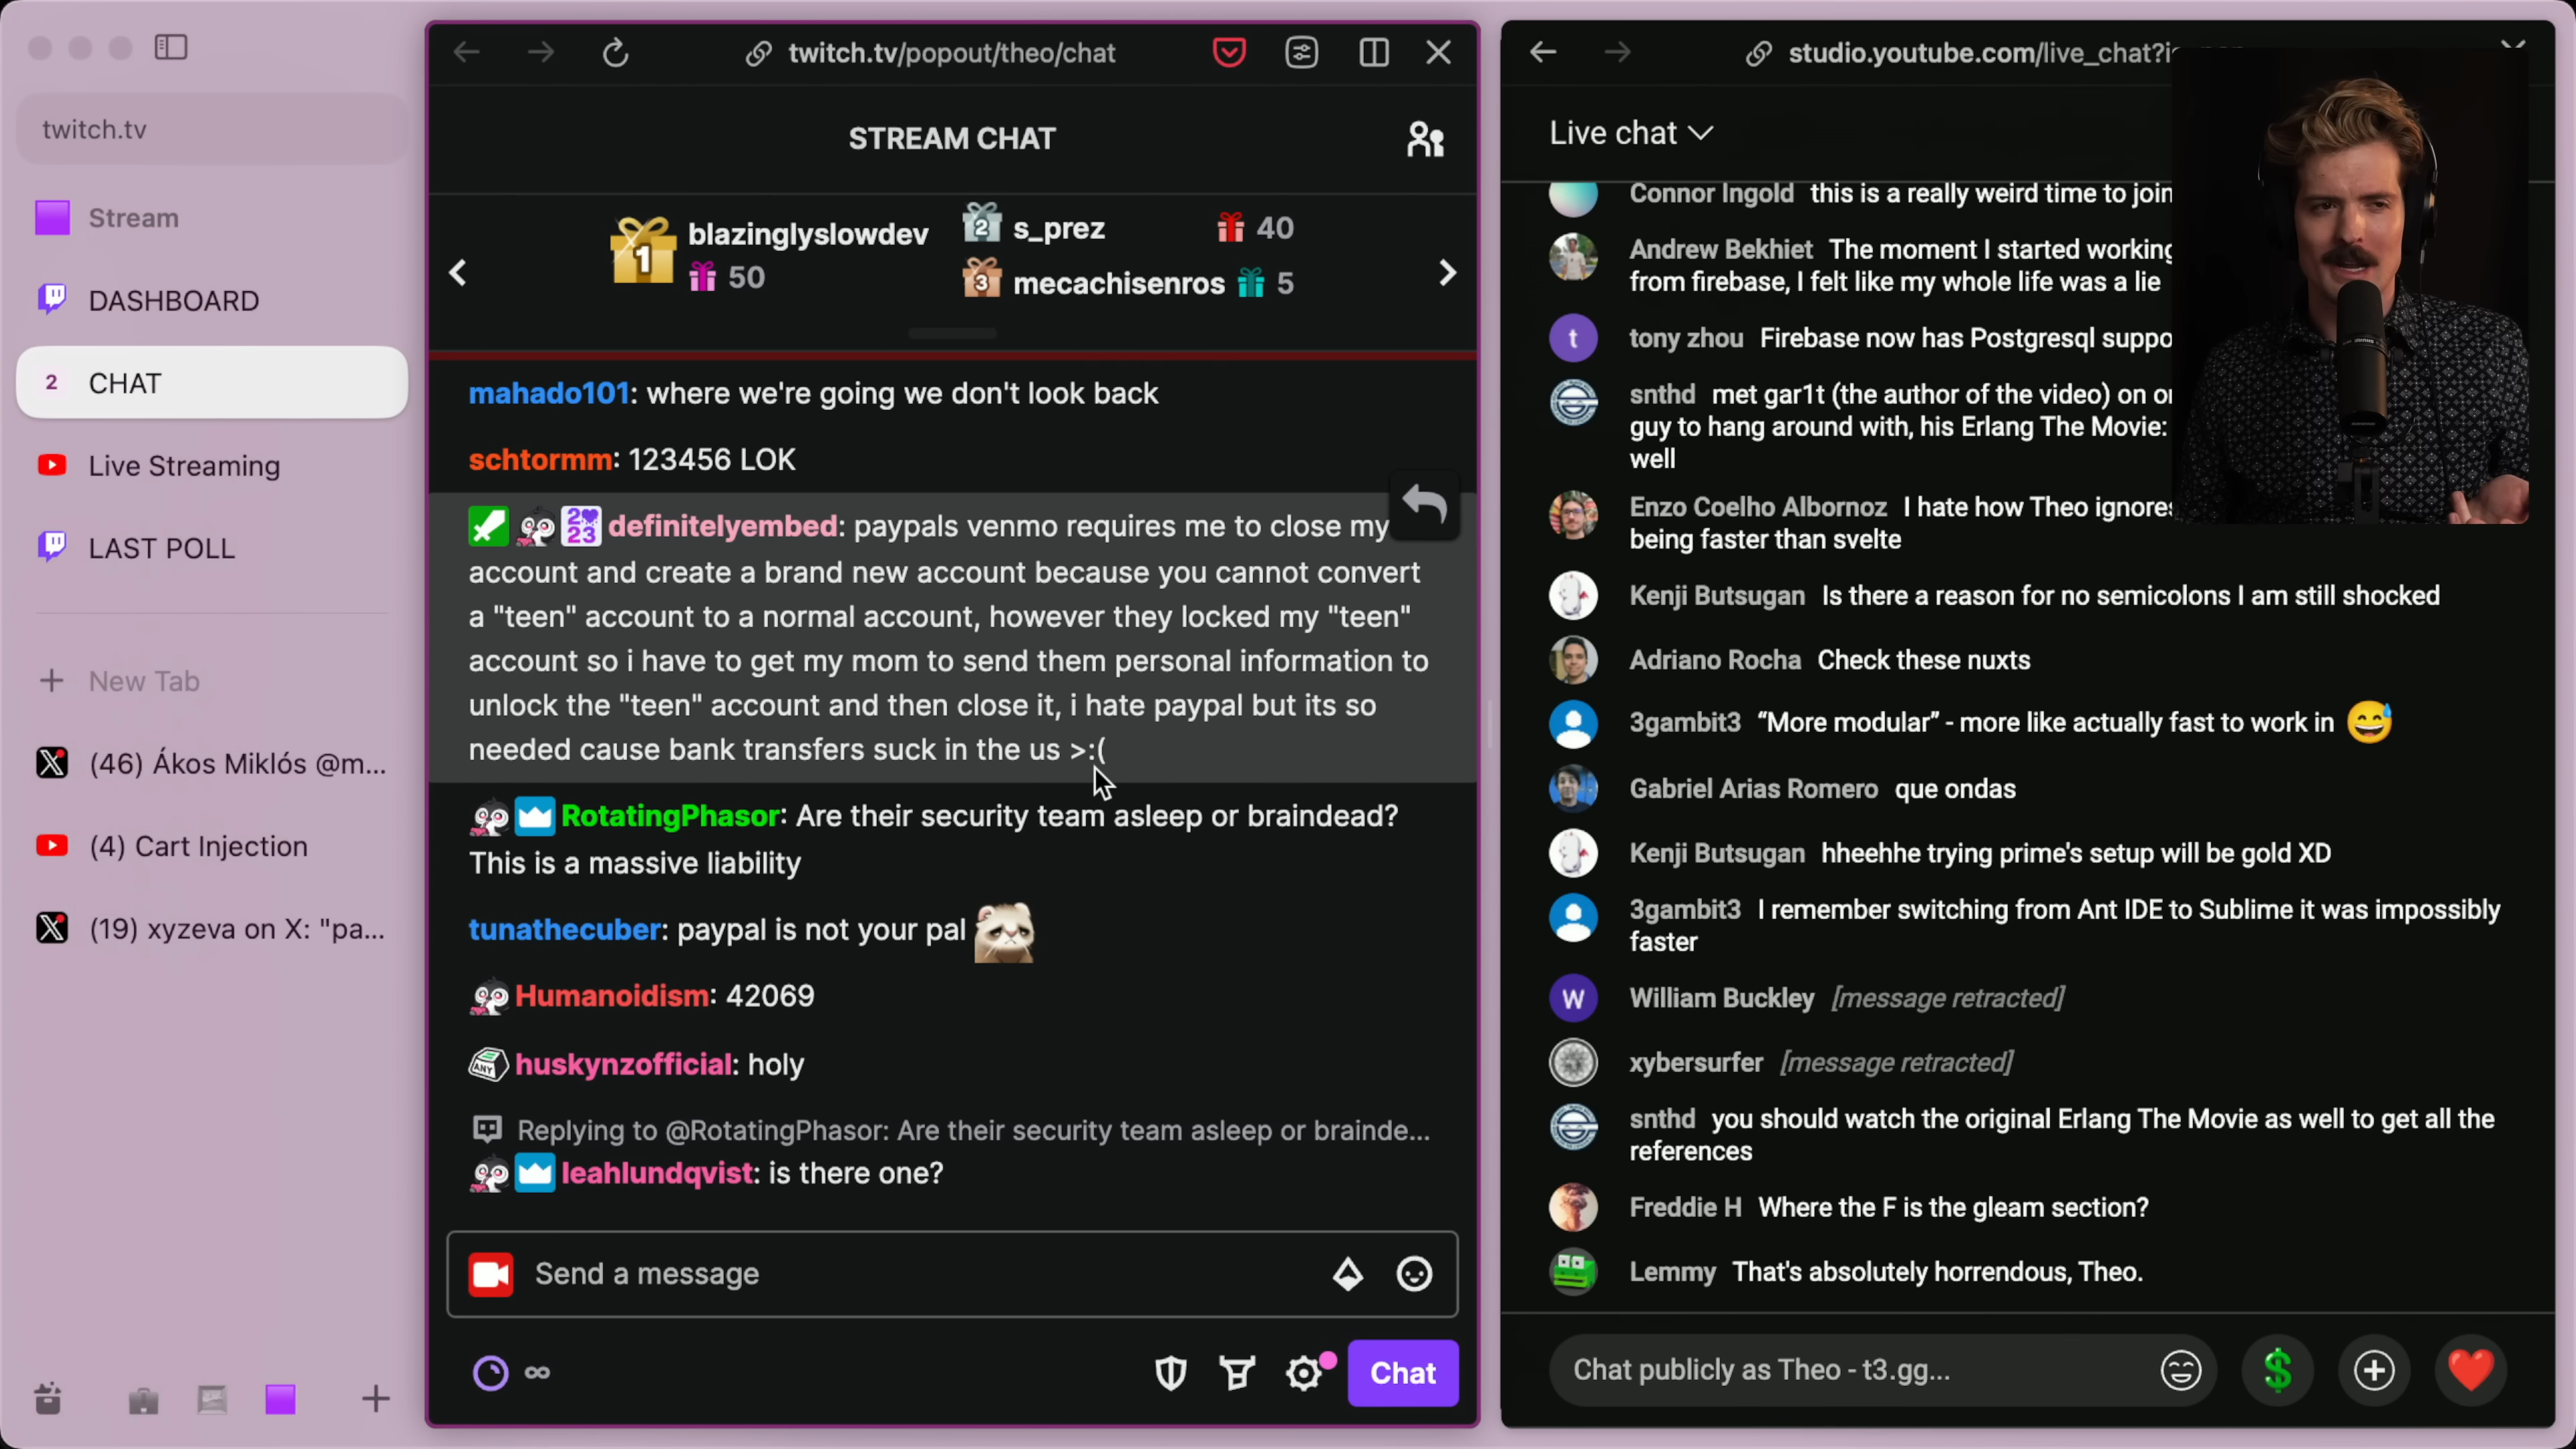 twitch.tv
Stream
DASHBOARD
2 CHAT
Live Streaming
LAST POLL
New Tab
(46) Ákos Miklós @m...
(4) Cart Injection
(19) xyzeva on X: "pa...
twitch.tv/popout/theo/chat
STREAM CHAT
1 blazinglyslowdev
50
2 s_prez 40
3 mecachisenros 5
mahado101: where we're going we don't look back
schtormm: 123456 LOK
definitelyembed: paypals venmo requires me to close my
account and create a brand new account because you cannot convert
a "teen" account to a normal account, however they locked my "teen"
account so i have to get my mom to send them personal information to
unlock the "teen" account and then close it, i hate paypal but its so
needed cause bank transfers suck in the us >:(
RotatingPhasor: Are their security team asleep or braindead?
This is a massive liability
tunathecuber: paypal is not your pal
Humanoidism: 42069
ANY huskynzofficial: holy
Replying to @RotatingPhasor: Are their security team asleep or brainde...
leahlundqvist: is there one?
Send a message
Chat
studio.youtube.com/live_chat?
Live chat
Connor Ingold this is a really weird time to join
Andrew Bekhiet The moment I started working
from firebase, I felt like my whole life was a lie
t tony zhou Firebase now has Postgresql suppo
snthd met gar1t (the author of the video) on
guy to hang around with, his Erlang The Movie:
well
Enzo Coelho Albornoz I hate how Theo ignores
being faster than svelte
Kenji Butsugan Is there a reason for no semicolons I am still shocked
Adriano Rocha Check these nuxts
3gambit3 “More modular” - more like actually fast to work in 😅
Gabriel Arias Romero que ondas
Kenji Butsugan hheehhe trying prime's setup will be gold XD
3gambit3 I remember switching from Ant IDE to Sublime it was impossibly
faster
W William Buckley [message retracted]
xybersurfer [message retracted]
snthd you should watch the original Erlang The Movie as well to get all the
references
Freddie H Where the F is the gleam section?
Lemmy That's absolutely horrendous, Theo.
Chat publicly as Theo - t3.gg...